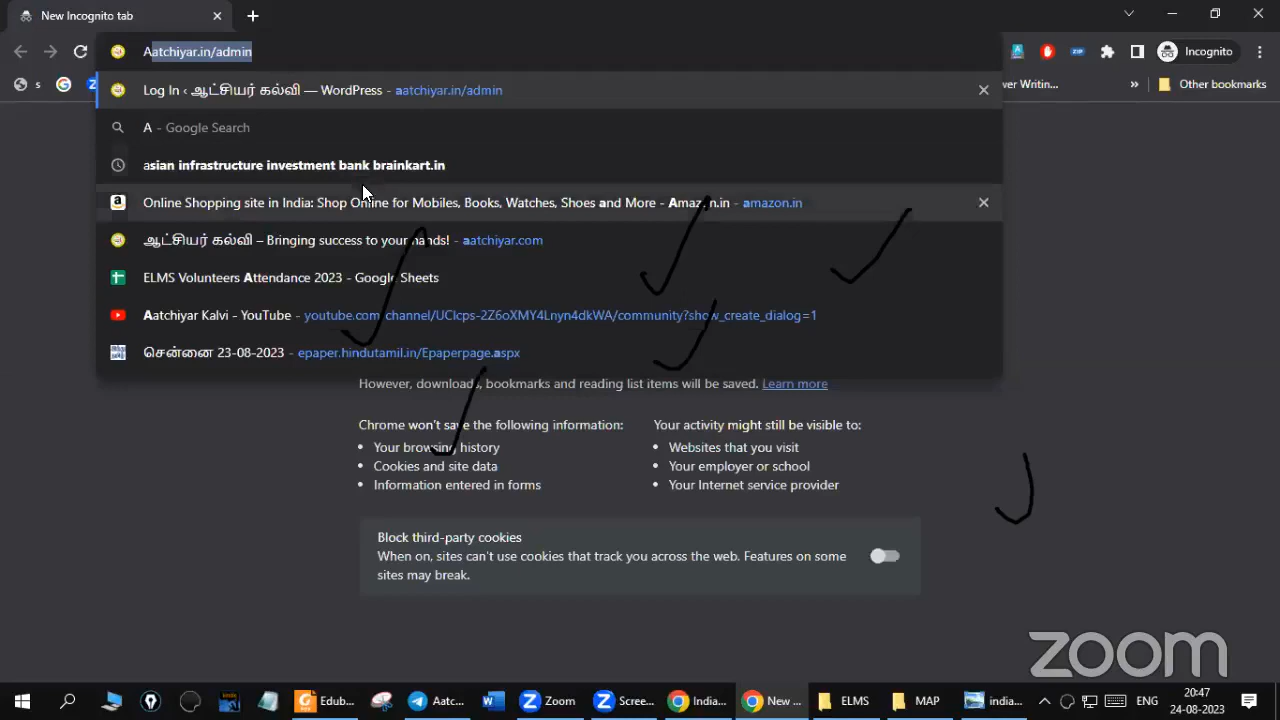 New Incognito tab
Aatchiyar.in/admin
ZIP
Incognito
s
ver Writin...
»
Other bookmarks
Log In ‹ ஆட்சியர் கல்வி — WordPress - aatchiyar.in/admin
A - Google Search
asian infrastructure investment bank brainkart.in
Online Shopping site in India: Shop Online for Mobiles, Books, Watches, Shoes and More - Amazon.in - amazon.in
ஆட்சியர் கல்வி – Bringing success to your hands! - aatchiyar.com
ELMS Volunteers Attendance 2023 - Google Sheets
Aatchiyar Kalvi - YouTube - youtube.com/channel/UCIcps-2Z6oXMY4Lnyn4dkWA/community?show_create_dialog=1
சென்னை 23-08-2023 - epaper.hindutamil.in/Epaperpage.aspx
However, downloads, bookmarks and reading list items will be saved. Learn more
Chrome won't save the following information:
• Your browsing history
• Cookies and site data
• Information entered in forms
Your activity might still be visible to:
• Websites that you visit
• Your employer or school
• Your Internet service provider
Block third-party cookies
When on, sites can't use cookies that track you across the web. Features on some
sites may break.
zoom
Edub...
Aatc...
Zoom
Scree...
India...
New ...
ELMS
MAP
india...
ENG
20:47
24-08-2023